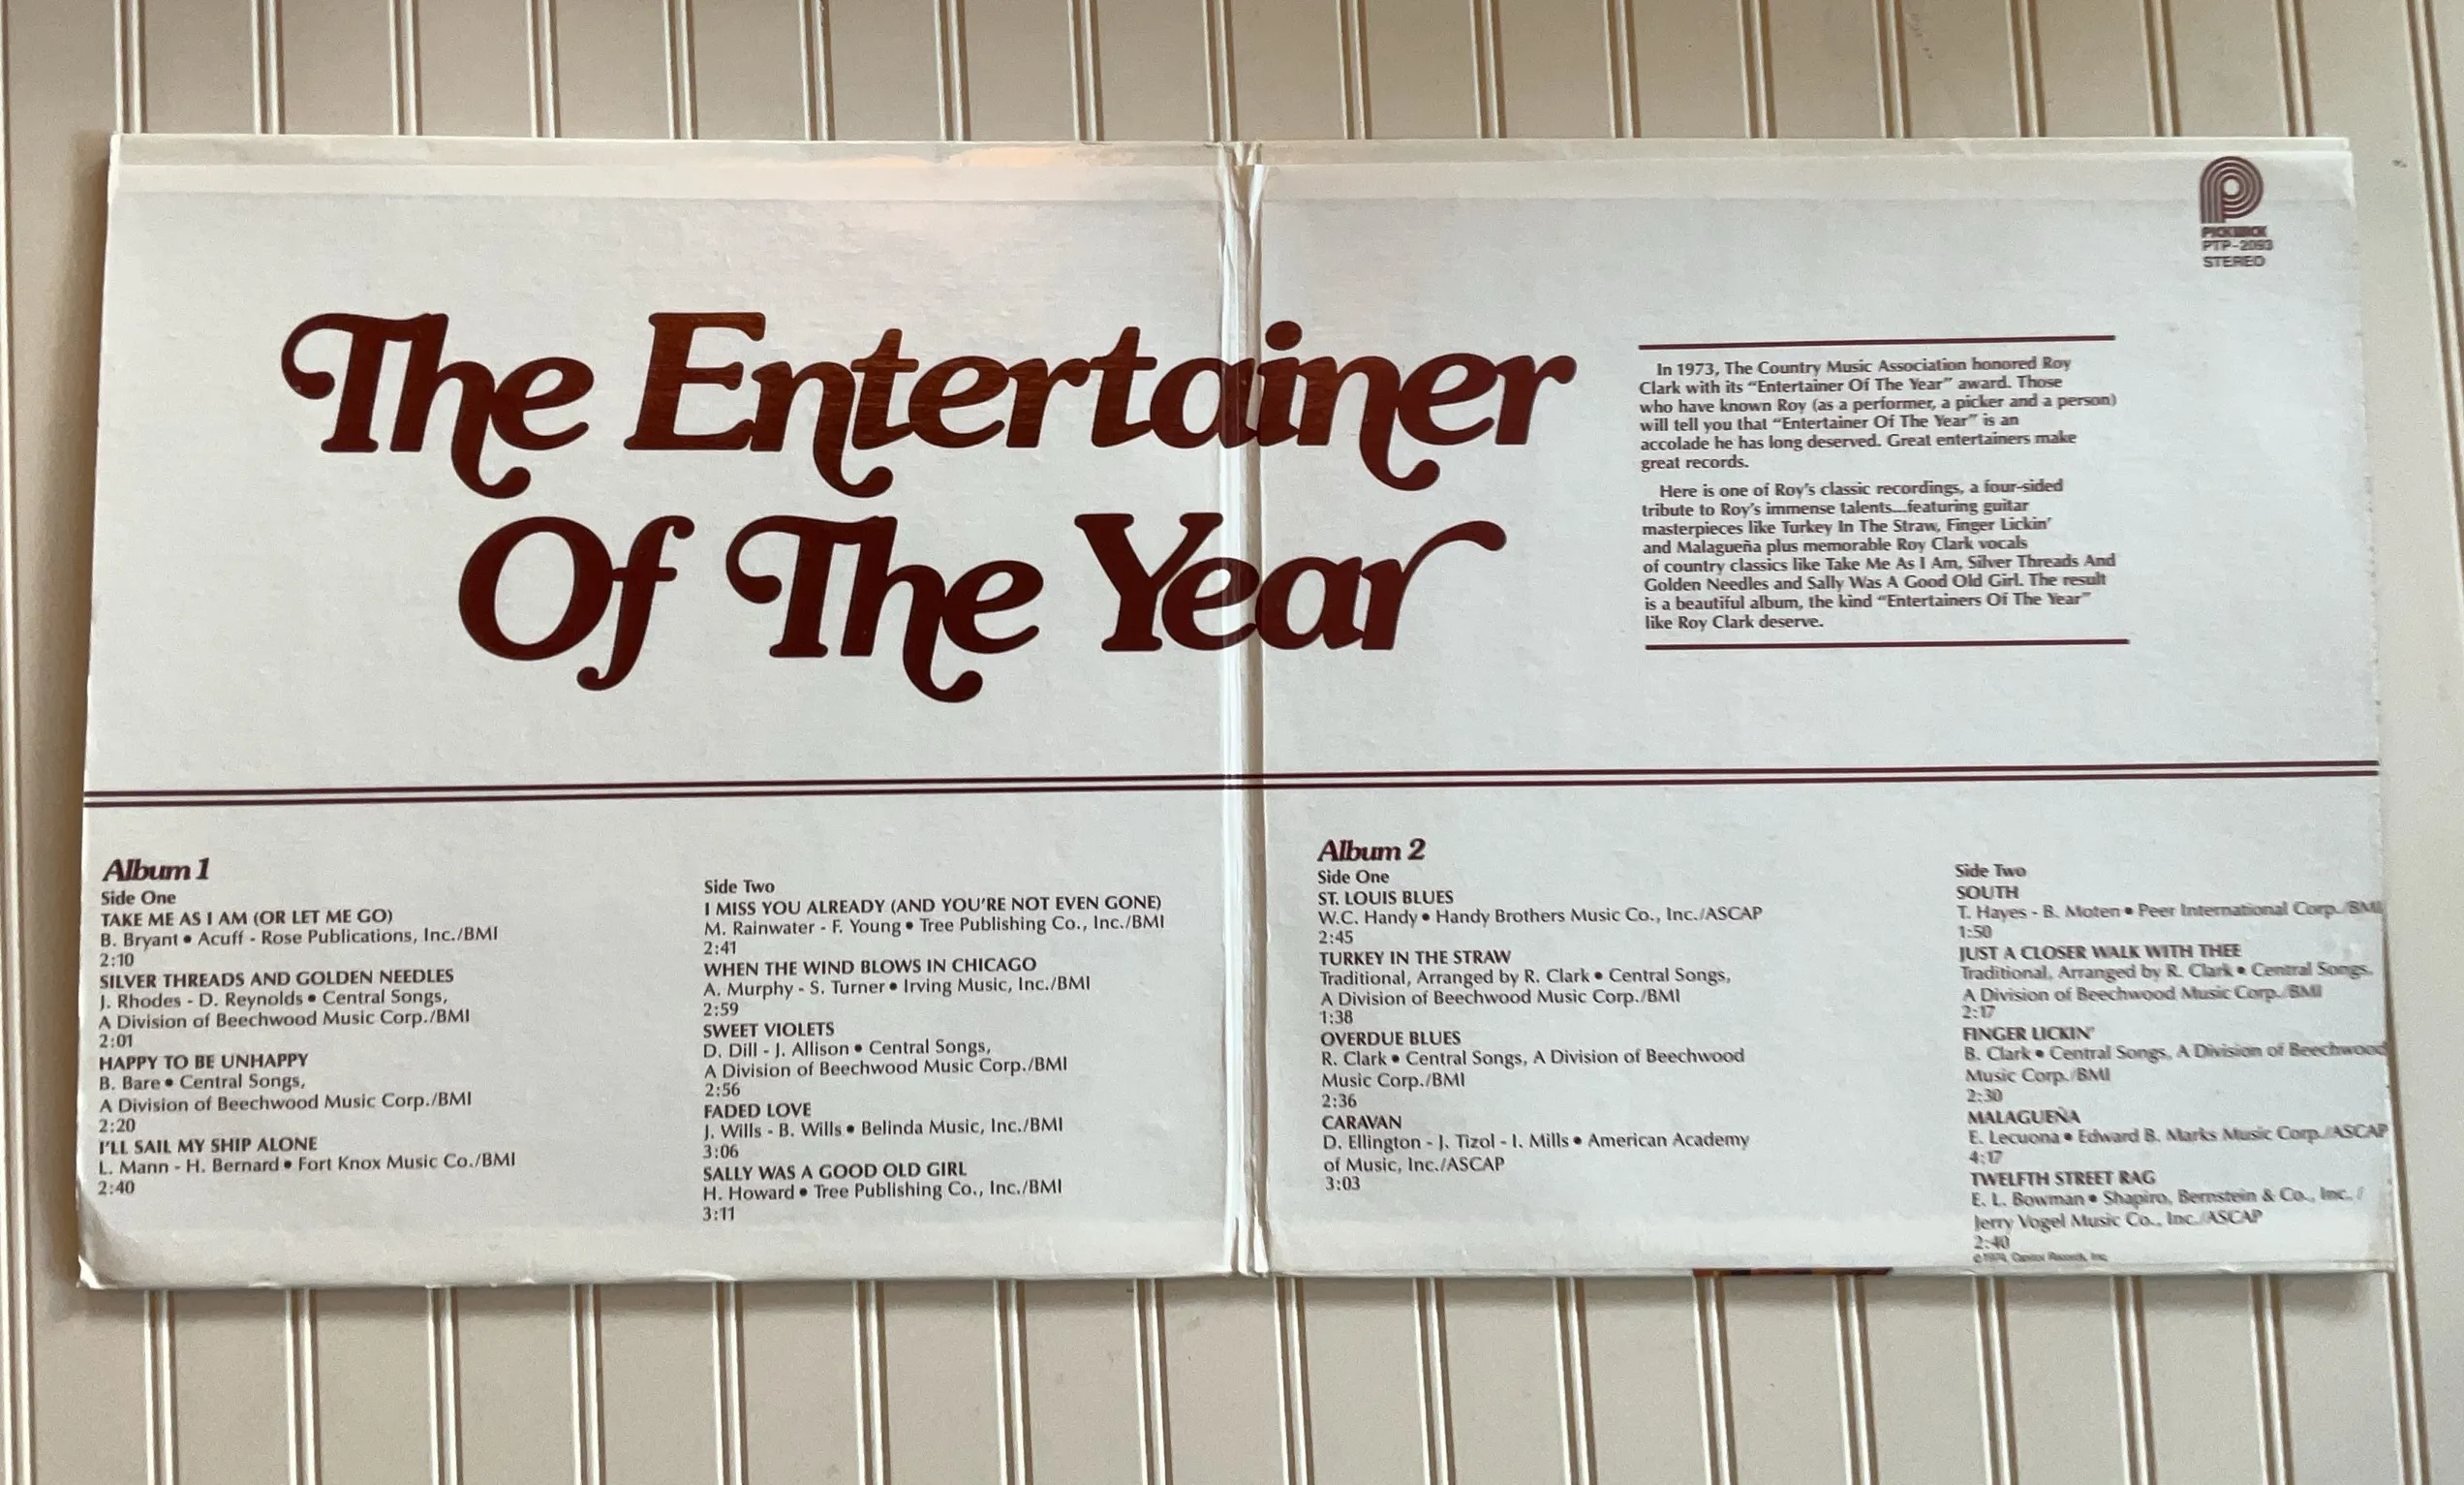 The Entertainer
Of The Year
PICKWICK
PTP-2093
STEREO
In 1973, The Country Music Association honored Roy
Clark with its “Entertainer Of The Year” award. Those
who have known Roy (as a performer, a picker and a person)
will tell you that “Entertainer Of The Year” is an
accolade he has long deserved. Great entertainers make
great records.
Here is one of Roy’s classic recordings, a four-sided
tribute to Roy’s immense talents...featuring guitar
masterpieces like Turkey In The Straw, Finger Lickin’
and Malagueña plus memorable Roy Clark vocals
of country classics like Take Me As I Am, Silver Threads And
Golden Needles and Sally Was A Good Old Girl. The result
is a beautiful album, the kind “Entertainers Of The Year”
like Roy Clark deserve.
Album 1
Side One
TAKE ME AS I AM (OR LET ME GO)
B. Bryant • Acuff - Rose Publications, Inc./BMI
2:10
SILVER THREADS AND GOLDEN NEEDLES
J. Rhodes - D. Reynolds • Central Songs,
A Division of Beechwood Music Corp./BMI
2:01
HAPPY TO BE UNHAPPY
B. Bare • Central Songs,
A Division of Beechwood Music Corp./BMI
2:20
I’LL SAIL MY SHIP ALONE
L. Mann - H. Bernard • Fort Knox Music Co./BMI
2:40
Side Two
I MISS YOU ALREADY (AND YOU’RE NOT EVEN GONE)
M. Rainwater - F. Young • Tree Publishing Co., Inc./BMI
2:41
WHEN THE WIND BLOWS IN CHICAGO
A. Murphy - S. Turner • Irving Music, Inc./BMI
2:59
SWEET VIOLETS
D. Dill - J. Allison • Central Songs,
A Division of Beechwood Music Corp./BMI
2:56
FADED LOVE
J. Wills - B. Wills • Belinda Music, Inc./BMI
3:06
SALLY WAS A GOOD OLD GIRL
H. Howard • Tree Publishing Co., Inc./BMI
3:11
Album 2
Side One
ST. LOUIS BLUES
W.C. Handy • Handy Brothers Music Co., Inc./ASCAP
2:45
TURKEY IN THE STRAW
Traditional, Arranged by R. Clark • Central Songs,
A Division of Beechwood Music Corp./BMI
1:38
OVERDUE BLUES
R. Clark • Central Songs, A Division of Beechwood
Music Corp./BMI
2:36
CARAVAN
D. Ellington - J. Tizol - I. Mills • American Academy
of Music, Inc./ASCAP
3:03
Side Two
SOUTH
T. Hayes - B. Moten • Peer International Corp./BMI
1:50
JUST A CLOSER WALK WITH THEE
Traditional, Arranged by R. Clark • Central Songs,
A Division of Beechwood Music Corp./BMI
2:17
FINGER LICKIN’
B. Clark • Central Songs, A Division of Beechwood
Music Corp./BMI
2:30
MALAGUEÑA
E. Lecuona • Edward B. Marks Music Corp./ASCAP
4:17
TWELFTH STREET RAG
E. L. Bowman • Shapiro, Bernstein & Co., Inc. /
Jerry Vogel Music Co., Inc./ASCAP
2:40
©1974, Capitol Records, Inc.